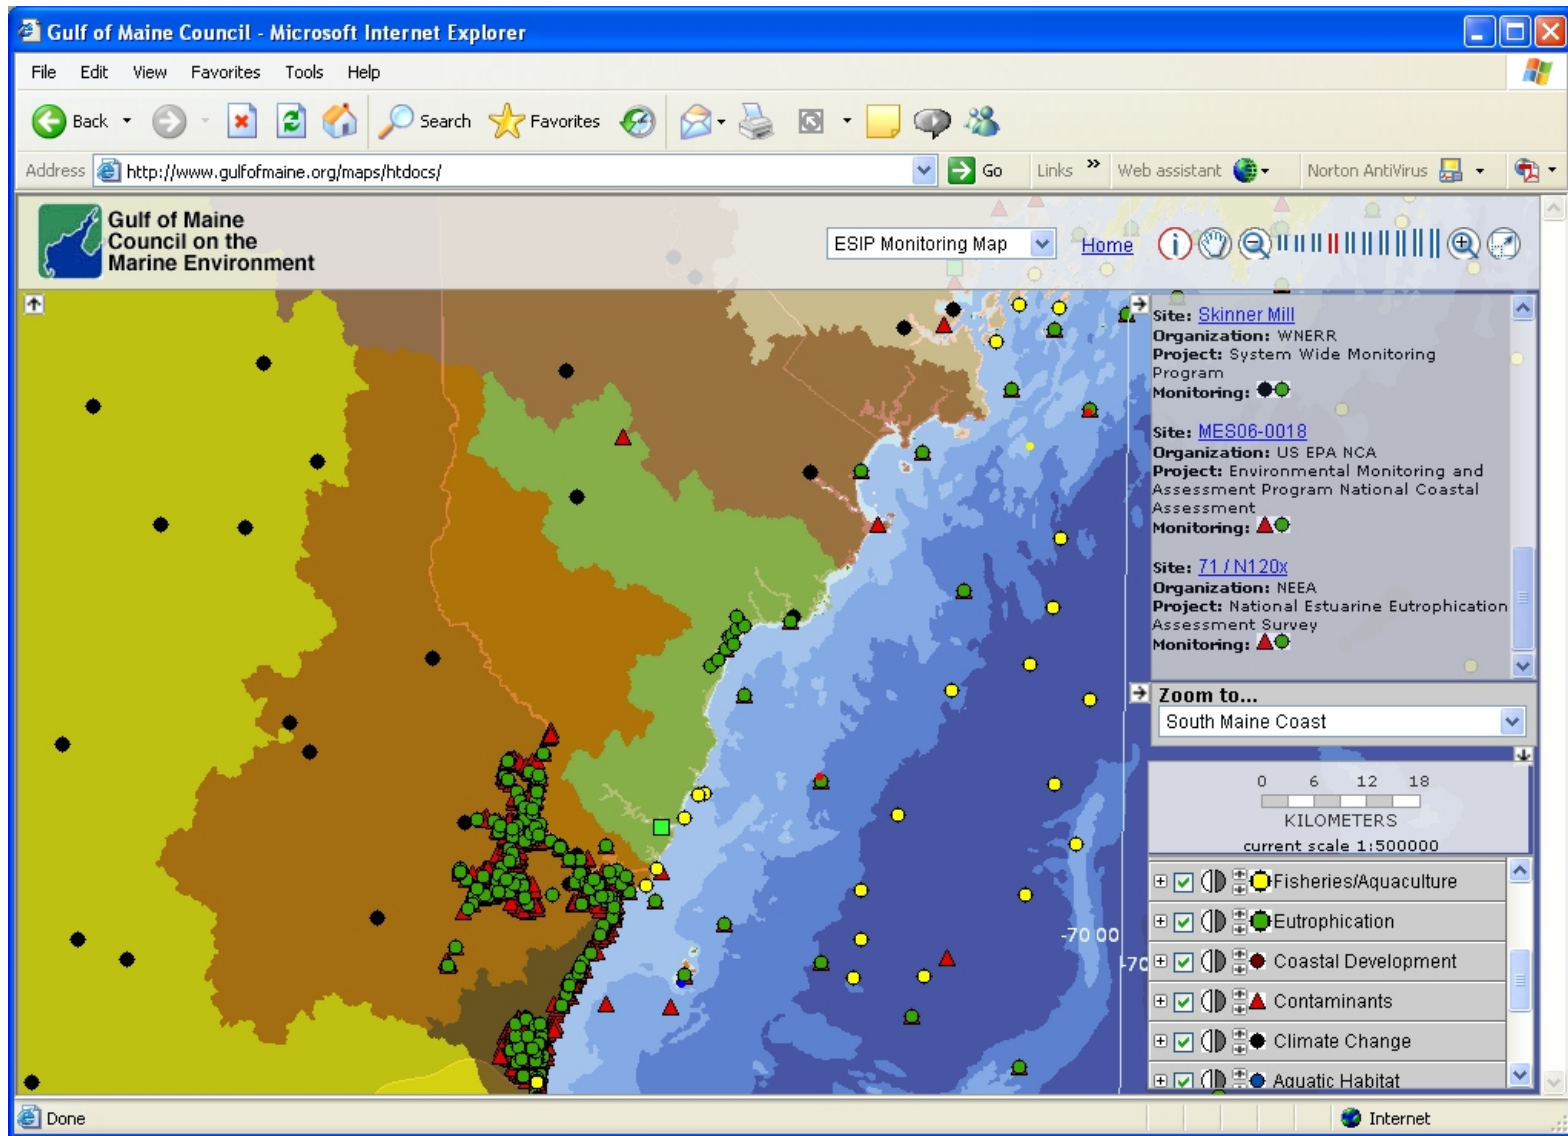 Gulf of Maine Council - Microsoft Internet Explorer
File Edit View Favorites Tools Help
Back Search Favorites
Address http://www.gulfofmaine.org/maps/htdocs/ Go Links » Web assistant Norton AntiVirus
Gulf of Maine
Council on the
Marine Environment
ESIP Monitoring Map Home
Site: Skinner Mill
Organization: WNERR
Project: System Wide Monitoring
Program
Monitoring:
Site: MES06-0018
Organization: US EPA NCA
Project: Environmental Monitoring and
Assessment Program National Coastal
Assessment
Monitoring:
Site: 71 / N120x
Organization: NEEA
Project: National Estuarine Eutrophication
Assessment Survey
Monitoring:
Zoom to...
South Maine Coast
0 6 12 18
KILOMETERS
current scale 1:500000
Fisheries/Aquaculture
Eutrophication
-70 00
-70
Coastal Development
Contaminants
Climate Change
Aquatic Habitat
Done Internet